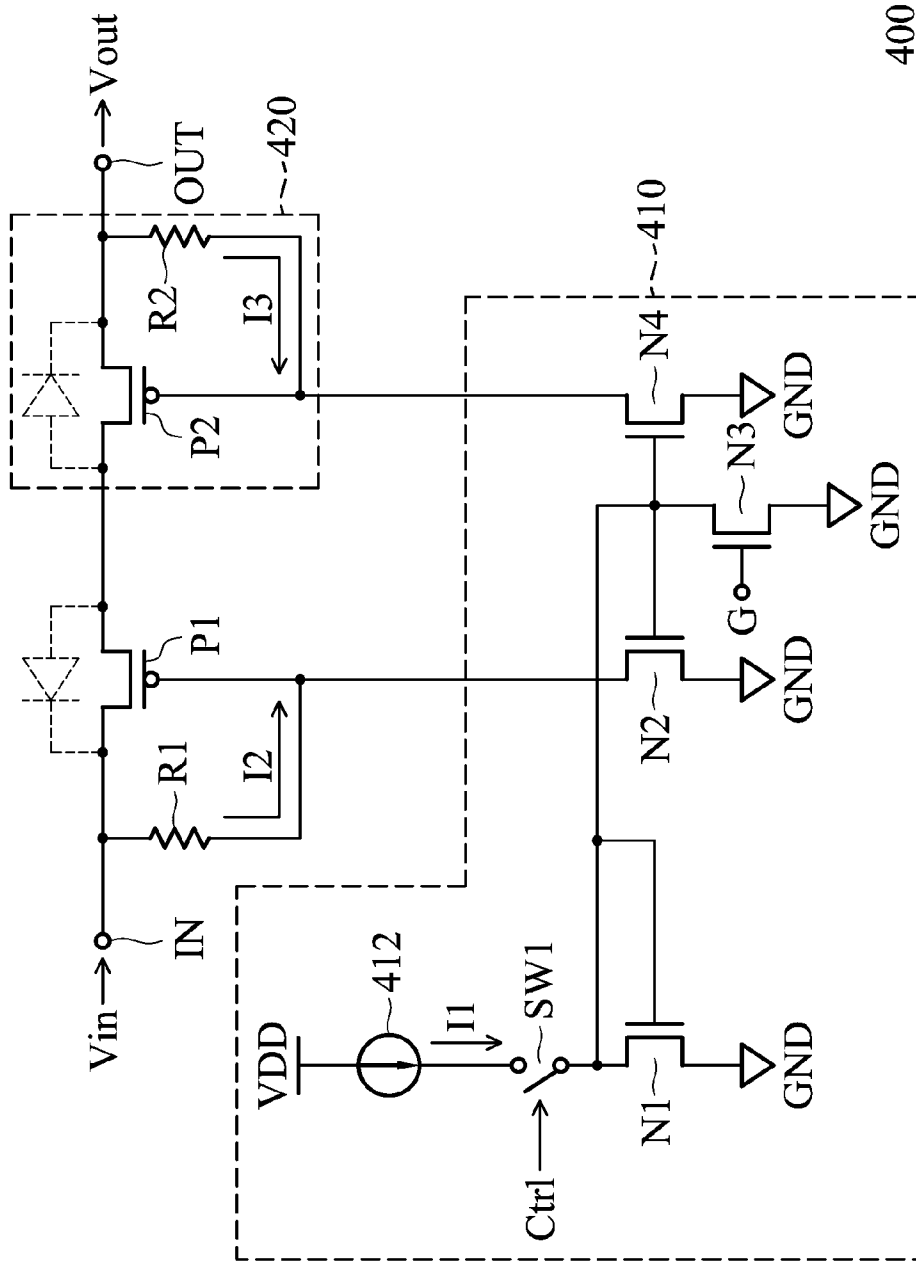 Vin
Vout
IN
OUT
R1
P1
P2
R2
I2
I3
420
VDD
412
I1
SW1
Ctrl
410
N1
N2
N3
N4
G
GND
GND
GND
GND
400